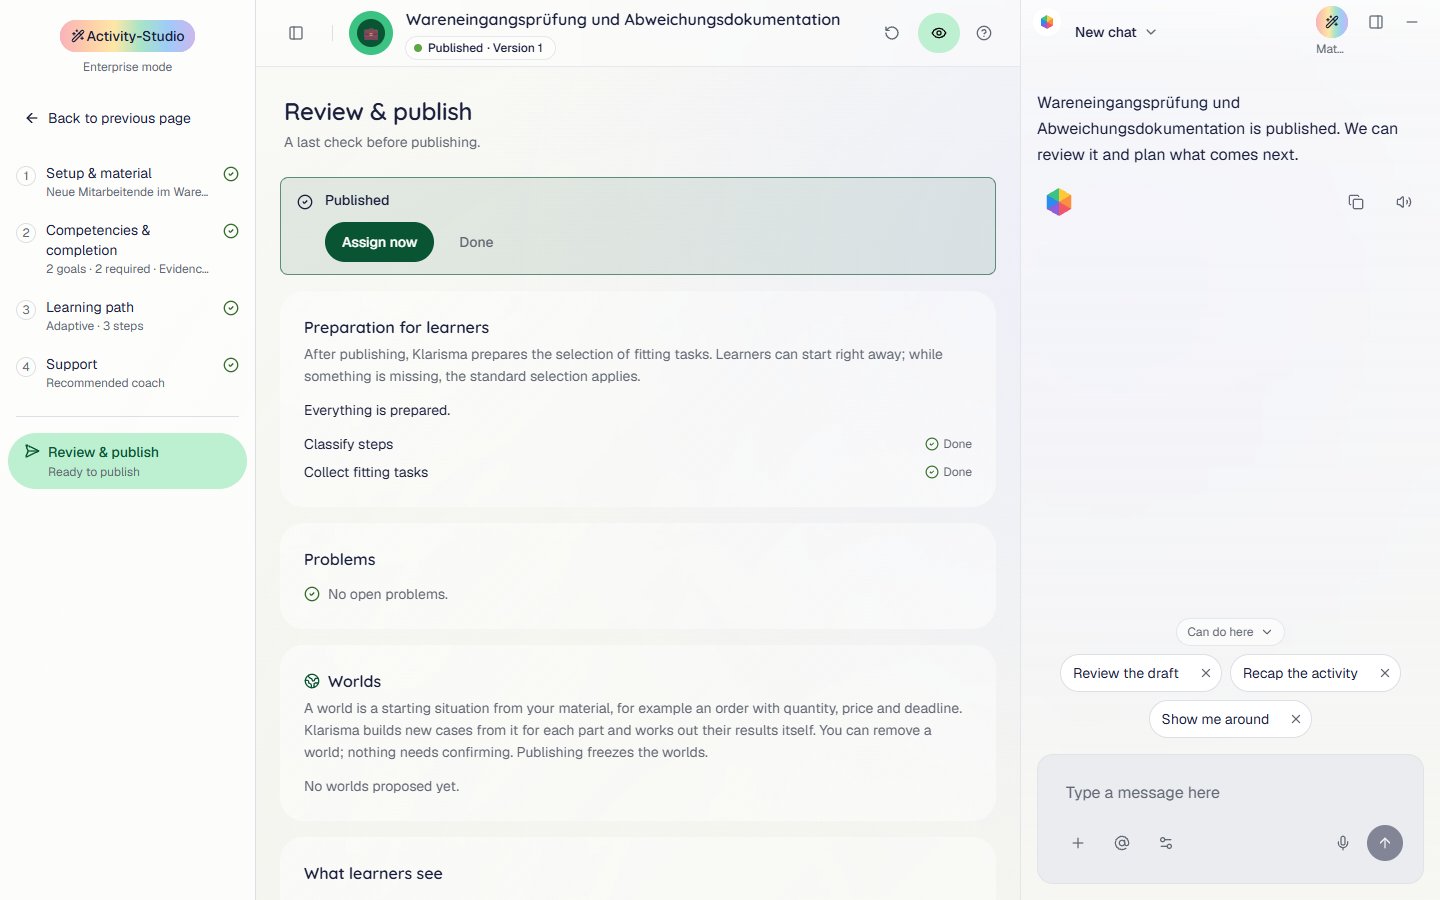 Activity-Studio
Enterprise mode
Back to previous page
1
Setup & material
Neue Mitarbeitende im Ware...
2
Competencies &
completion
2 goals · 2 required · Evidenc...
3
Learning path
Adaptive · 3 steps
4
Support
Recommended coach
Review & publish
Ready to publish
Wareneingangsprüfung und Abweichungsdokumentation
Published · Version 1
Review & publish
A last check before publishing.
Published
Assign now
Done
Preparation for learners
After publishing, Klarisma prepares the selection of fitting tasks. Learners can start right away; while
something is missing, the standard selection applies.
Everything is prepared.
Classify steps
Done
Collect fitting tasks
Done
Problems
No open problems.
Worlds
A world is a starting situation from your material, for example an order with quantity, price and deadline.
Klarisma builds new cases from it for each part and works out their results itself. You can remove a
world; nothing needs confirming. Publishing freezes the worlds.
No worlds proposed yet.
What learners see
New chat
Mat...
Wareneingangsprüfung und
Abweichungsdokumentation is published. We can
review it and plan what comes next.
Can do here
Review the draft
Recap the activity
Show me around
Type a message here